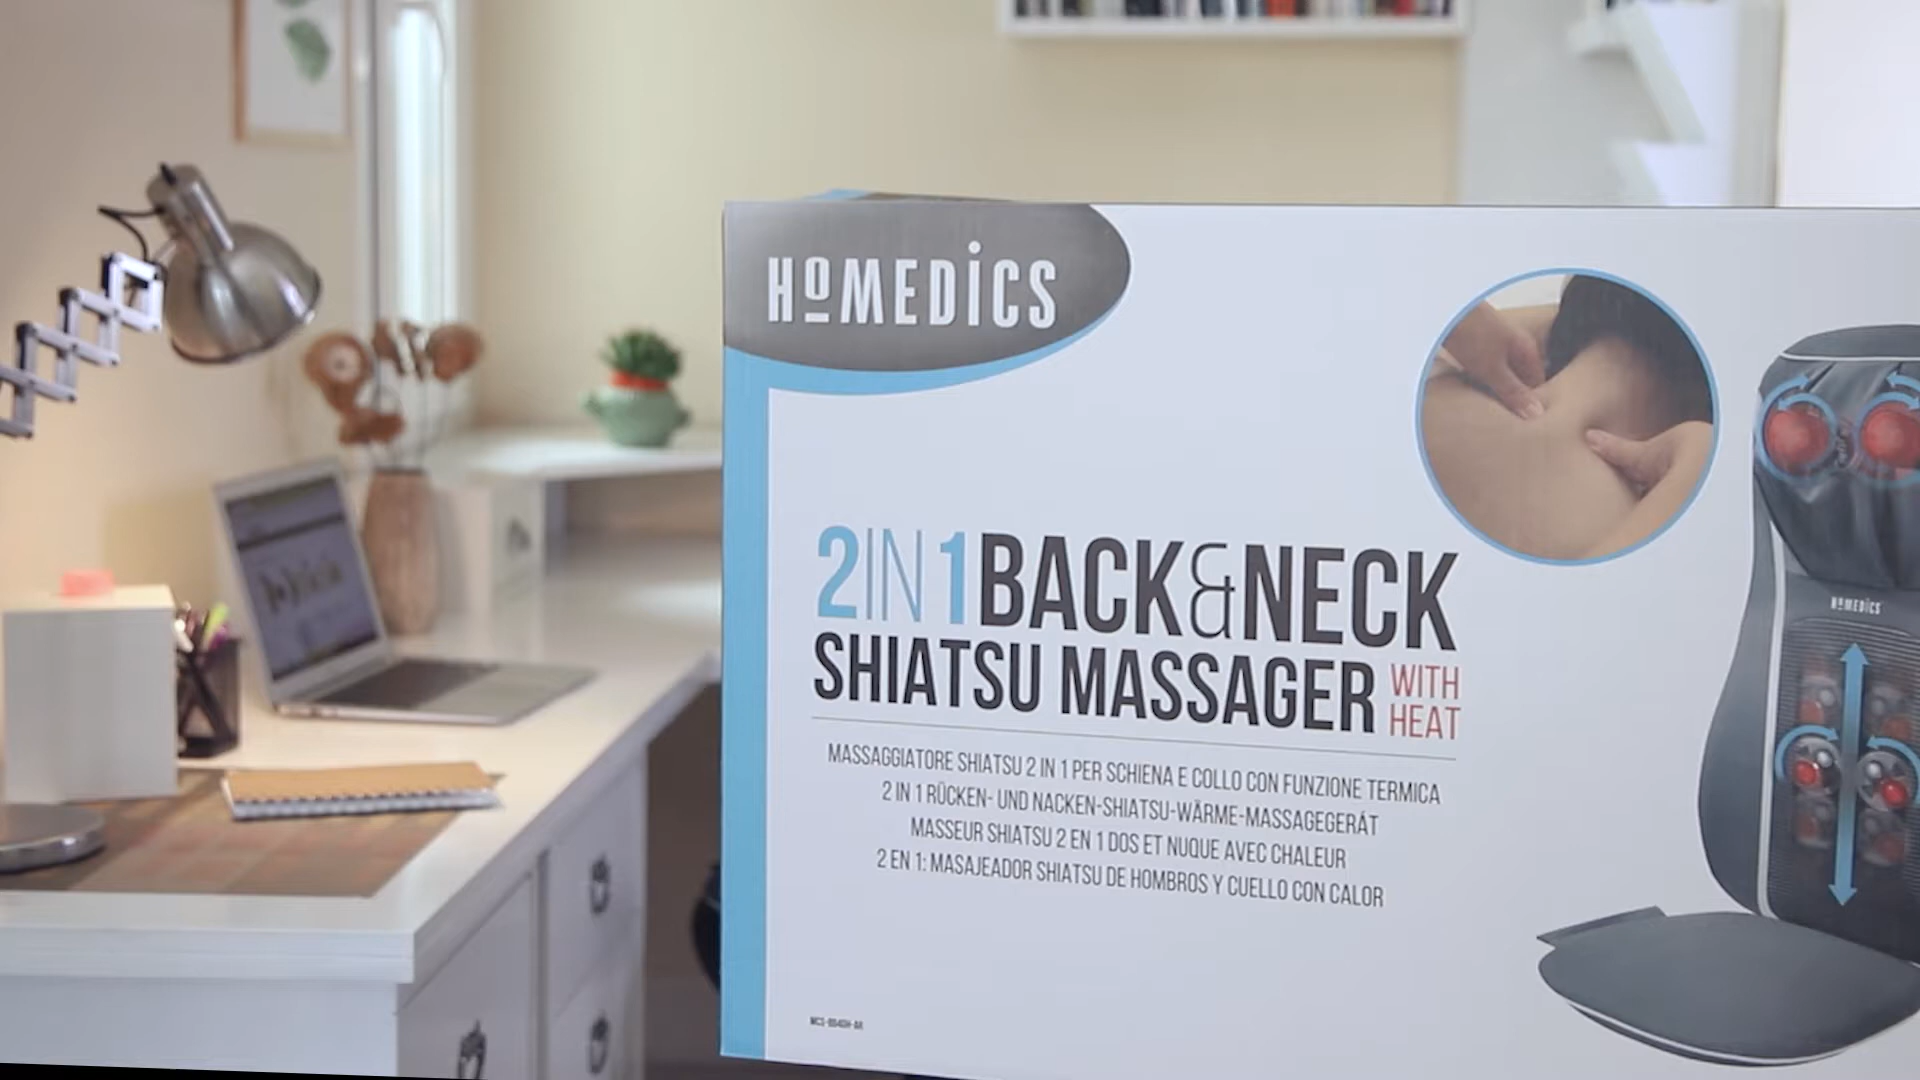 HOMEDICS
2IN1 BACK&NECK
SHIATSU MASSAGER WITH HEAT
MASSAGGIATORE SHIATSU 2 IN 1 PER SCHIENA E COLLO CON FUNZIONE TERMICA
2 IN 1 RÜCKEN- UND NACKEN-SHIATSU-WÄRME-MASSAGEGERÄT
MASSEUR SHIATSU 2 EN 1 DOS ET NUQUE AVEC CHALEUR
2 EN 1: MASAJEADOR SHIATSU DE HOMBROS Y CUELLO CON CALOR
HOMEDICS